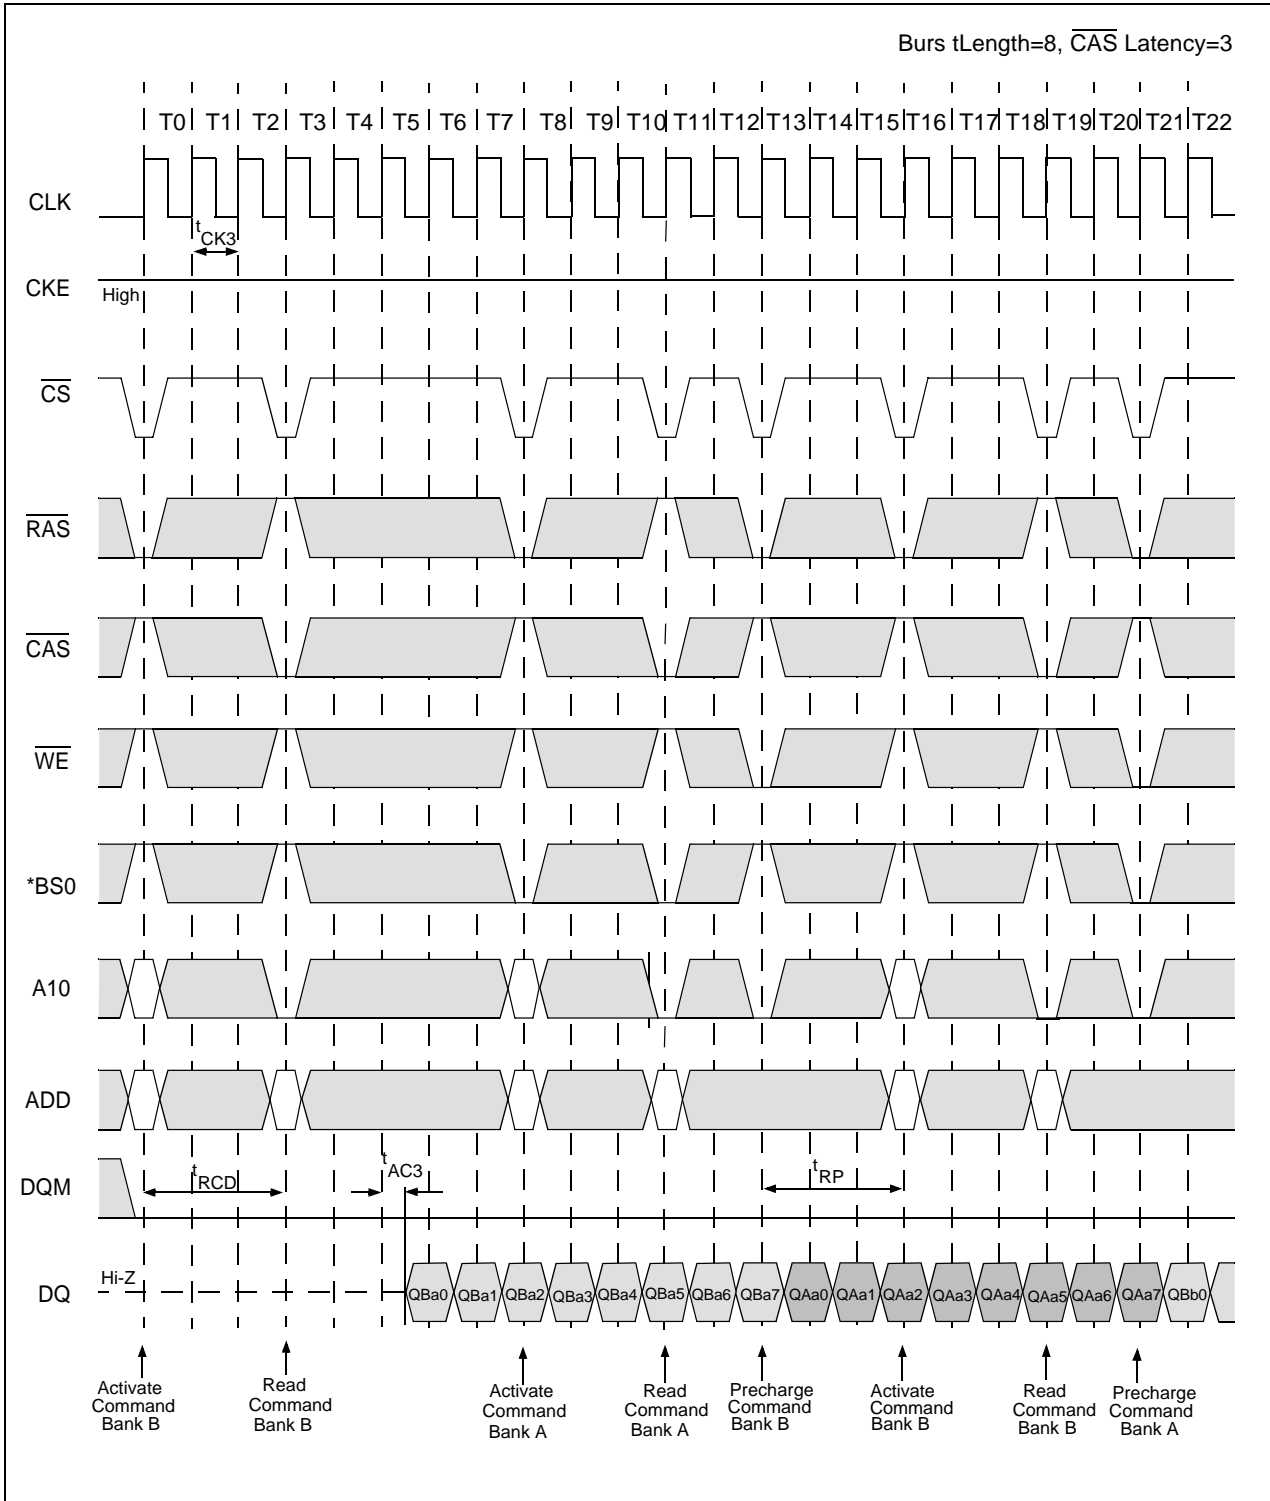 Burs tLength=8, CAS Latency=3
T0 T1 T2 T3 T4 T5 T6 T7 T8 T9 T10 T11 T12 T13 T14 T15 T16 T17 T18 T19 T20 T21 T22
CLK
tCK3
CKE
High
CS
RAS
CAS
WE
*BS0
A10
ADD
DQM
tRCD
tAC3
tRP
DQ
Hi-Z
QBa0 QBa1 QBa2 QBa3 QBa4 QBa5 QBa6 QBa7 QAa0 QAa1 QAa2 QAa3 QAa4 QAa5 QAa6 QAa7 QBb0
Activate
Command
Bank B
Read
Command
Bank B
Activate
Command
Bank A
Read
Command
Bank A
Precharge
Command
Bank B
Activate
Command
Bank B
Read
Command
Bank B
Precharge
Command
Bank A